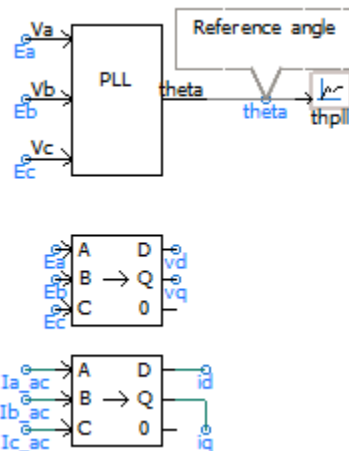 Reference angle
Va
Ea
PLL
Vb
theta
Eb
theta
thpll
Vc
Ec
A D
Ea vd
B Q
Eb vq
C 0
Ec
A D
Ia_ac id
B Q
Ib_ac
C 0
Ic_ac iq